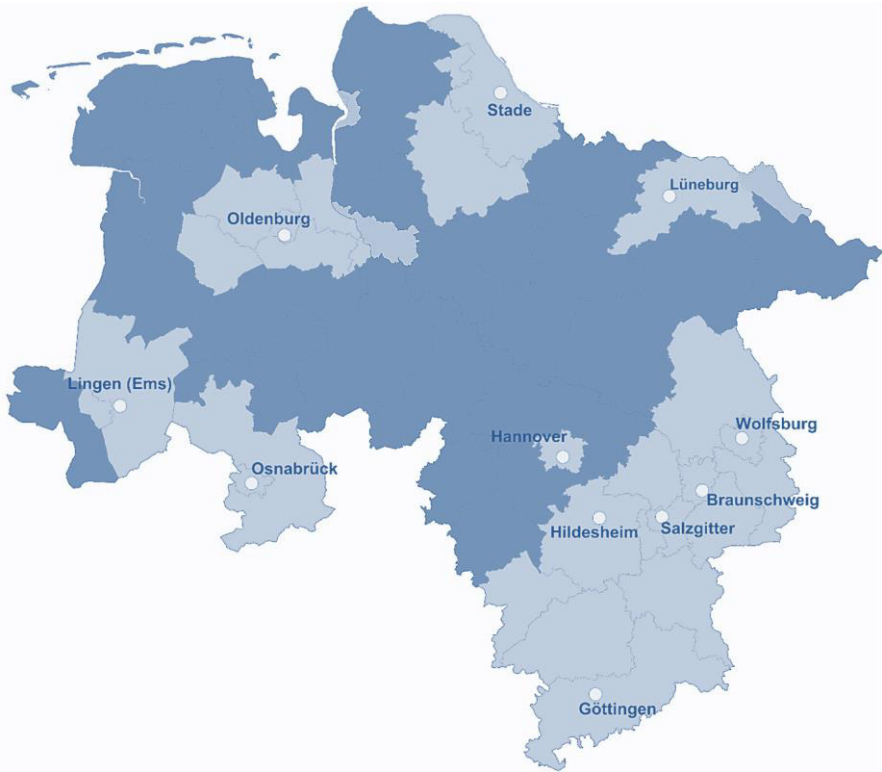 Stade
Lüneburg
Oldenburg
Lingen (Ems)
Wolfsburg
Hannover
Osnabrück
Braunschweig
Hildesheim
Salzgitter
Göttingen